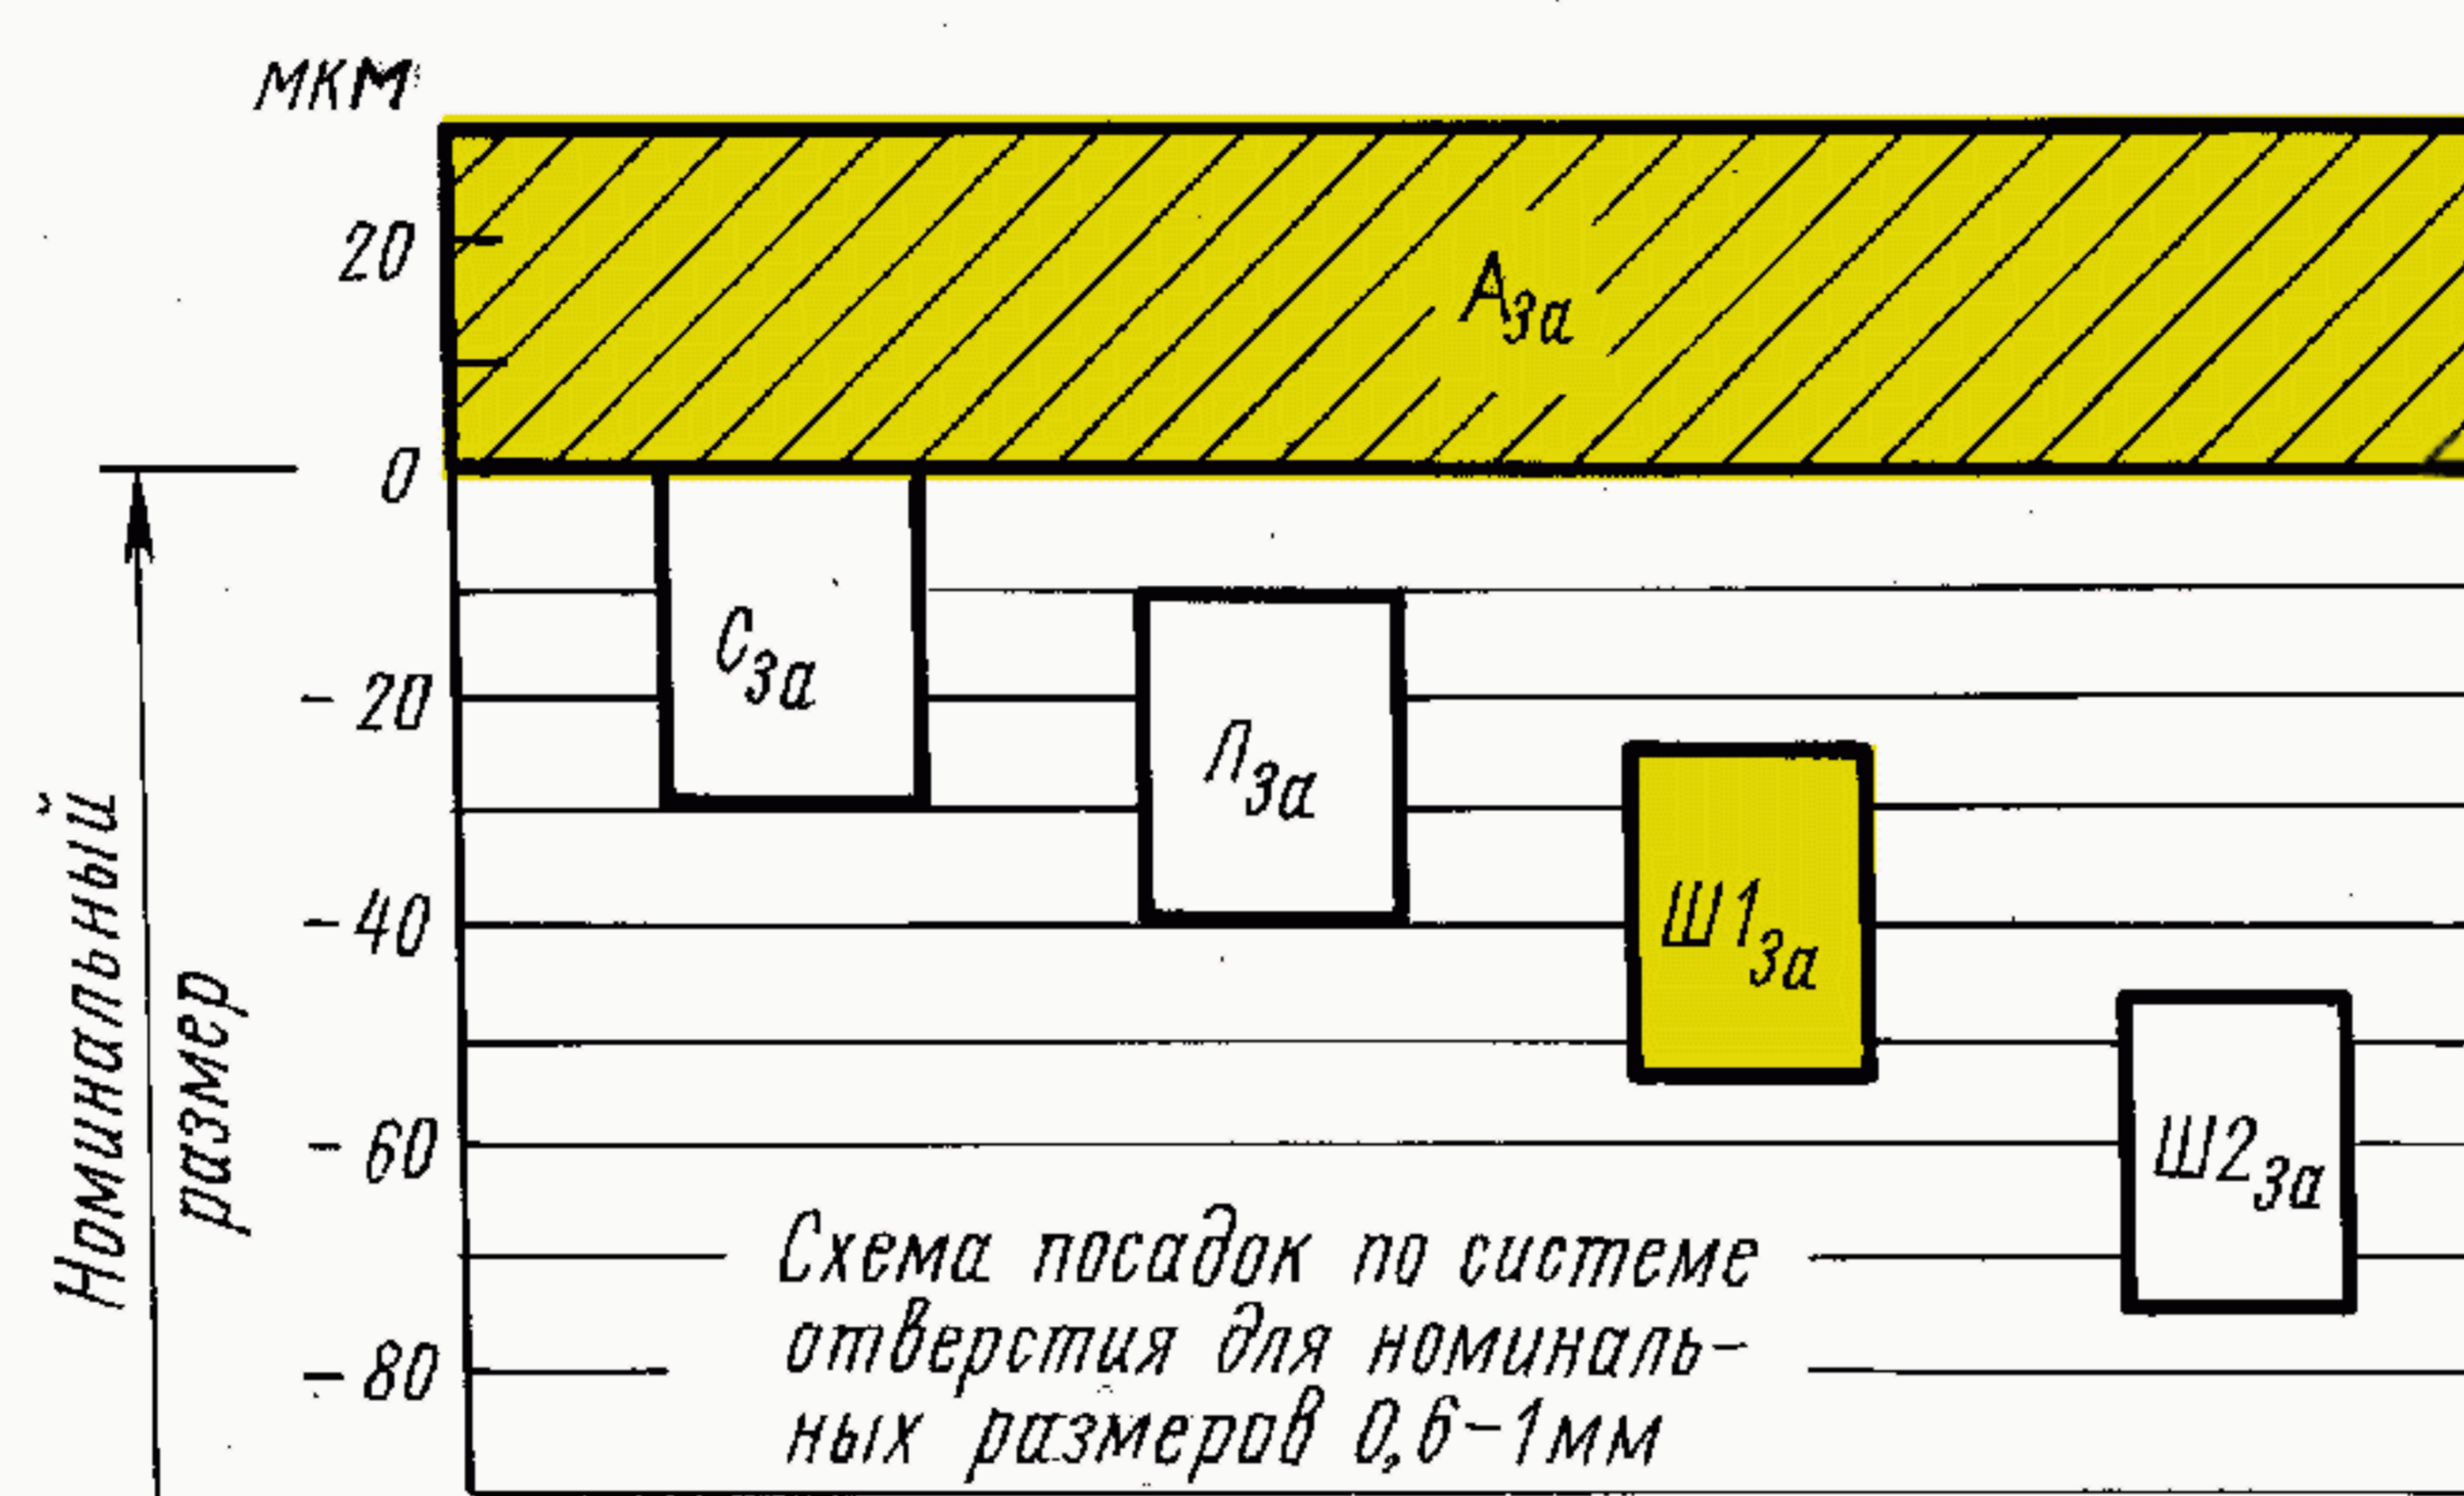 мкм
20
0
- 20
- 40
- 60
- 80
Номинальный
размер
А3а
С3а
Л3а
Ш13а
Ш23а
Схема посадок по системе
отверстия для номиналь-
ных размеров 0,6-1мм